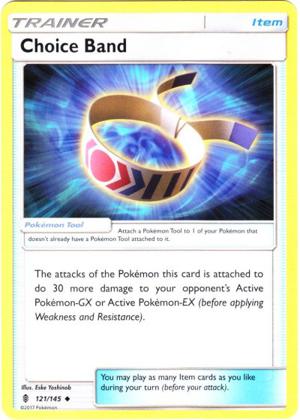 TRAINER Item
Choice Band
Pokémon Tool
Attach a Pokémon Tool to 1 of your Pokémon that
doesn't already have a Pokémon Tool attached to it.
The attacks of the Pokémon this card is attached to
do 30 more damage to your opponent's Active
Pokémon-GX or Active Pokémon-EX (before applying
Weakness and Resistance).
Illus. Eske Yoshinob
121/145
©2017 Pokémon
You may play as many Item cards as you like
during your turn (before your attack).